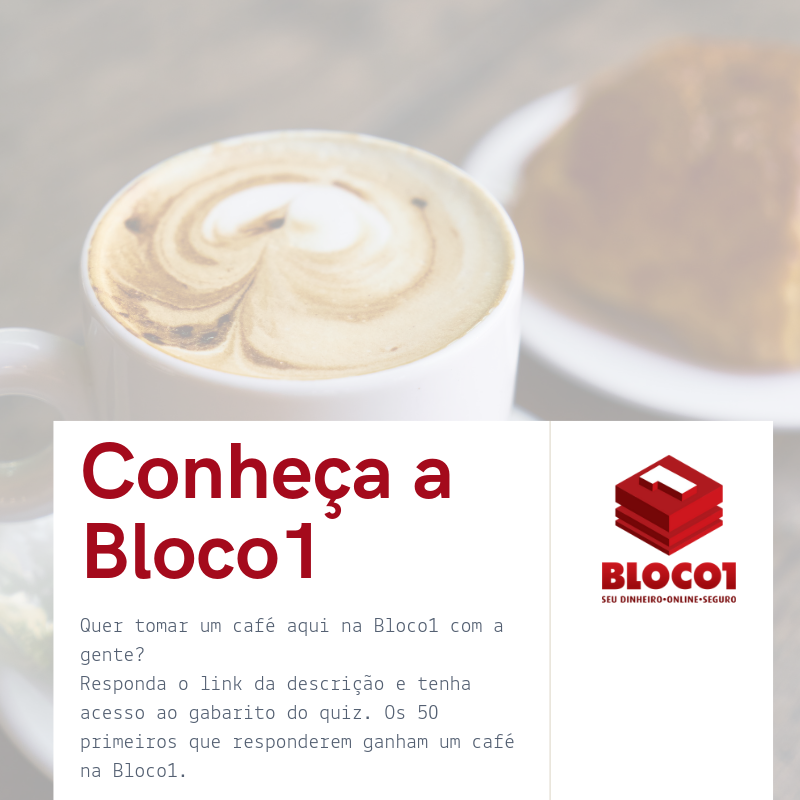 Conheça a
Bloco1
Quer tomar um café aqui na Bloco1 com a
gente?
Responda o link da descrição e tenha
acesso ao gabarito do quiz. Os 50
primeiros que responderem ganham um café
na Bloco1.
1
BLOCO1
SEU DINHEIRO•ONLINE•SEGURO